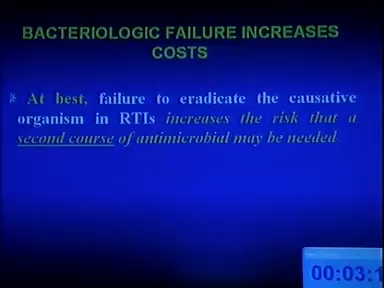 BACTERIOLOGIC FAILURE INCREASES
COSTS
At best, failure to eradicate the causative
organism in RTIs increases the risk that a
second course of antimicrobial may be needed
00:03:1